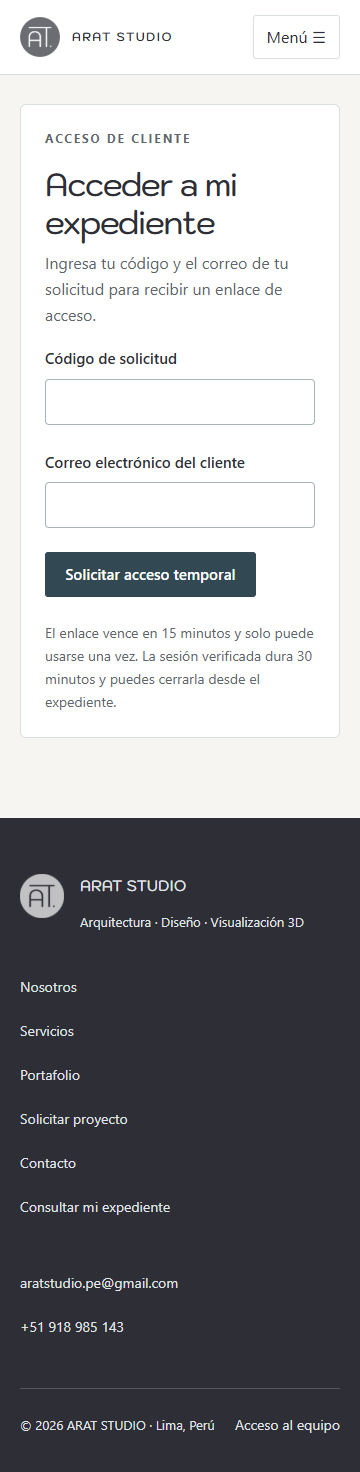 AT.
ARAT STUDIO
Menú ☰
ACCESO DE CLIENTE
Acceder a mi
expediente
Ingresa tu código y el correo de tu
solicitud para recibir un enlace de
acceso.
Código de solicitud
Correo electrónico del cliente
Solicitar acceso temporal
El enlace vence en 15 minutos y solo puede
usarse una vez. La sesión verificada dura 30
minutos y puedes cerrarla desde el
expediente.
AT.
ARAT STUDIO
Arquitectura · Diseño · Visualización 3D
Nosotros
Servicios
Portafolio
Solicitar proyecto
Contacto
Consultar mi expediente
aratstudio.pe@gmail.com
+51 918 985 143
© 2026 ARAT STUDIO · Lima, Perú
Acceso al equipo